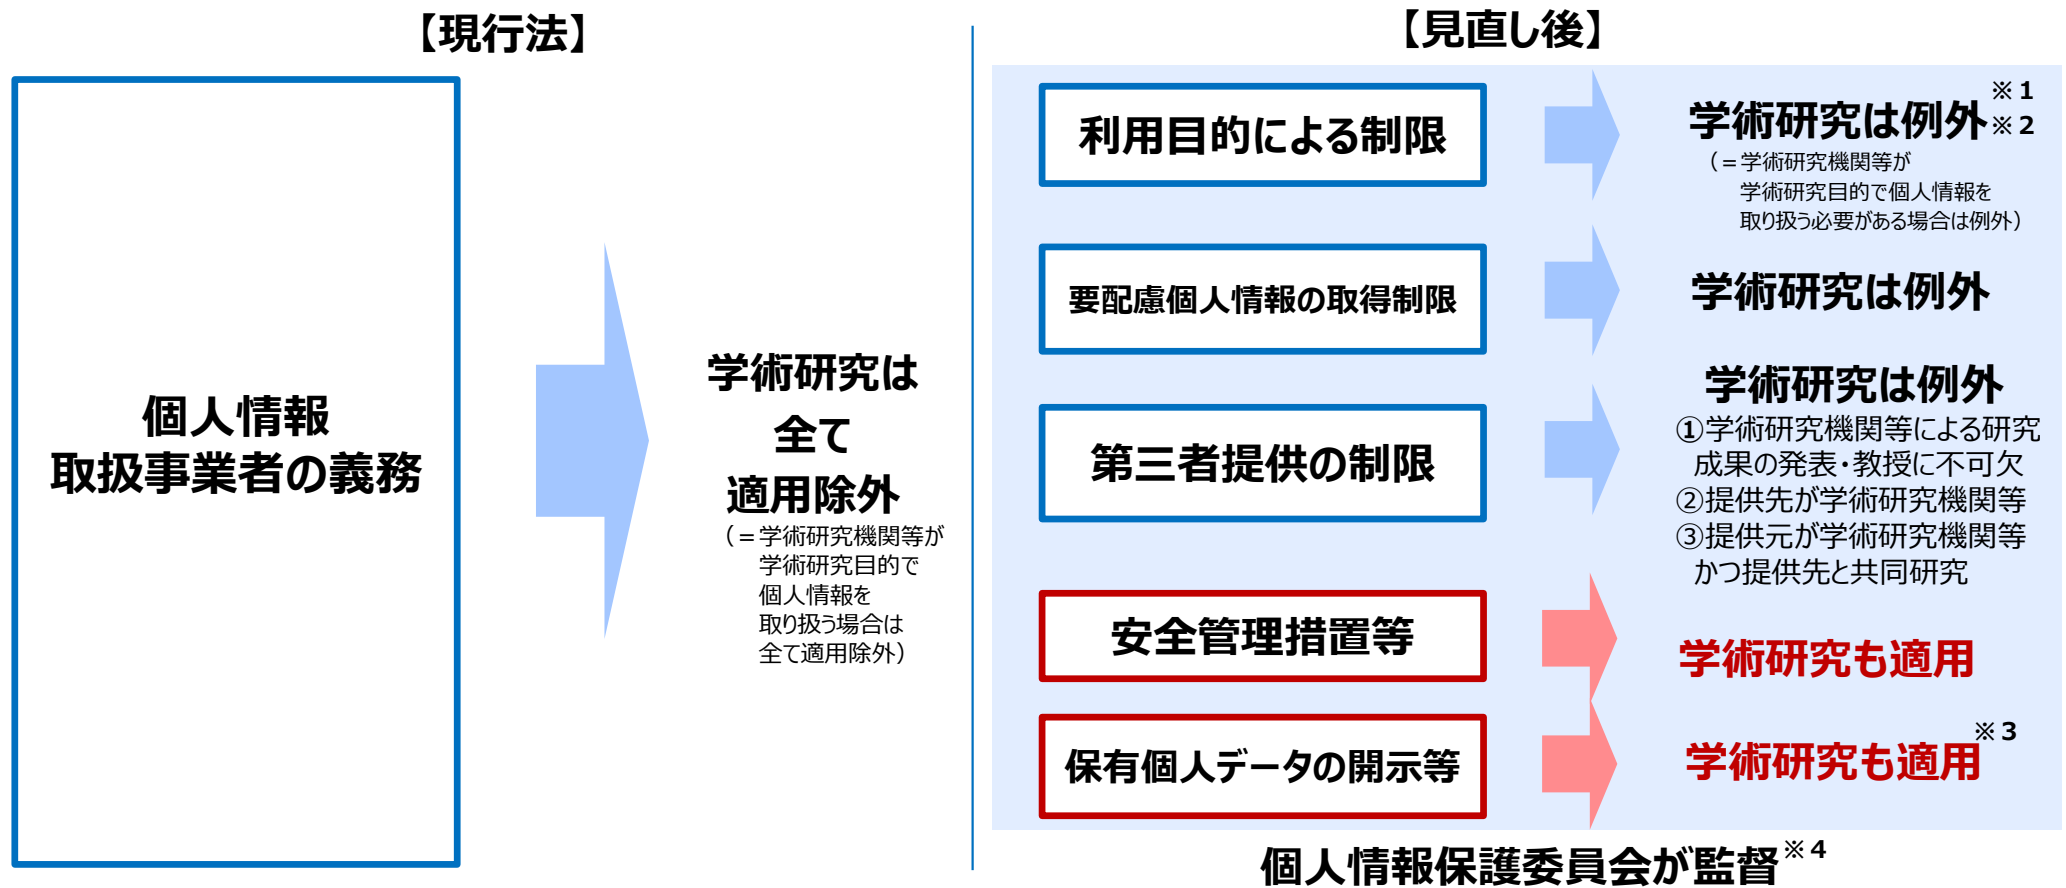 【現行法】
個人情報
取扱事業者の義務
学術研究は
全て
適用除外
（＝学術研究機関等が
学術研究目的で
個人情報を
取り扱う場合は
全て適用除外）
【見直し後】
利用目的による制限
学術研究は例外※1
※2
（＝学術研究機関等が
学術研究目的で個人情報を
取り扱う必要がある場合は例外）
要配慮個人情報の取得制限
学術研究は例外
第三者提供の制限
学術研究は例外
①学術研究機関等による研究
成果の発表・教授に不可欠
②提供先が学術研究機関等
③提供元が学術研究機関等
かつ提供先と共同研究
安全管理措置等
学術研究も適用
保有個人データの開示等
学術研究も適用※3
個人情報保護委員会が監督※4